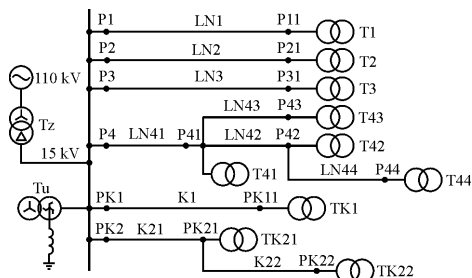 P1 LN1 P11 T1
P2 LN2 P21 T2
P3 LN3 P31 T3
110 kV
Tz
LN43 P43 T43
P4 LN41 P41 LN42 P42 T42
15 kV
T41 LN44 P44 T44
Tu
PK1 K1 PK11 TK1
PK2 K21 PK21 TK21
K22 PK22 TK22